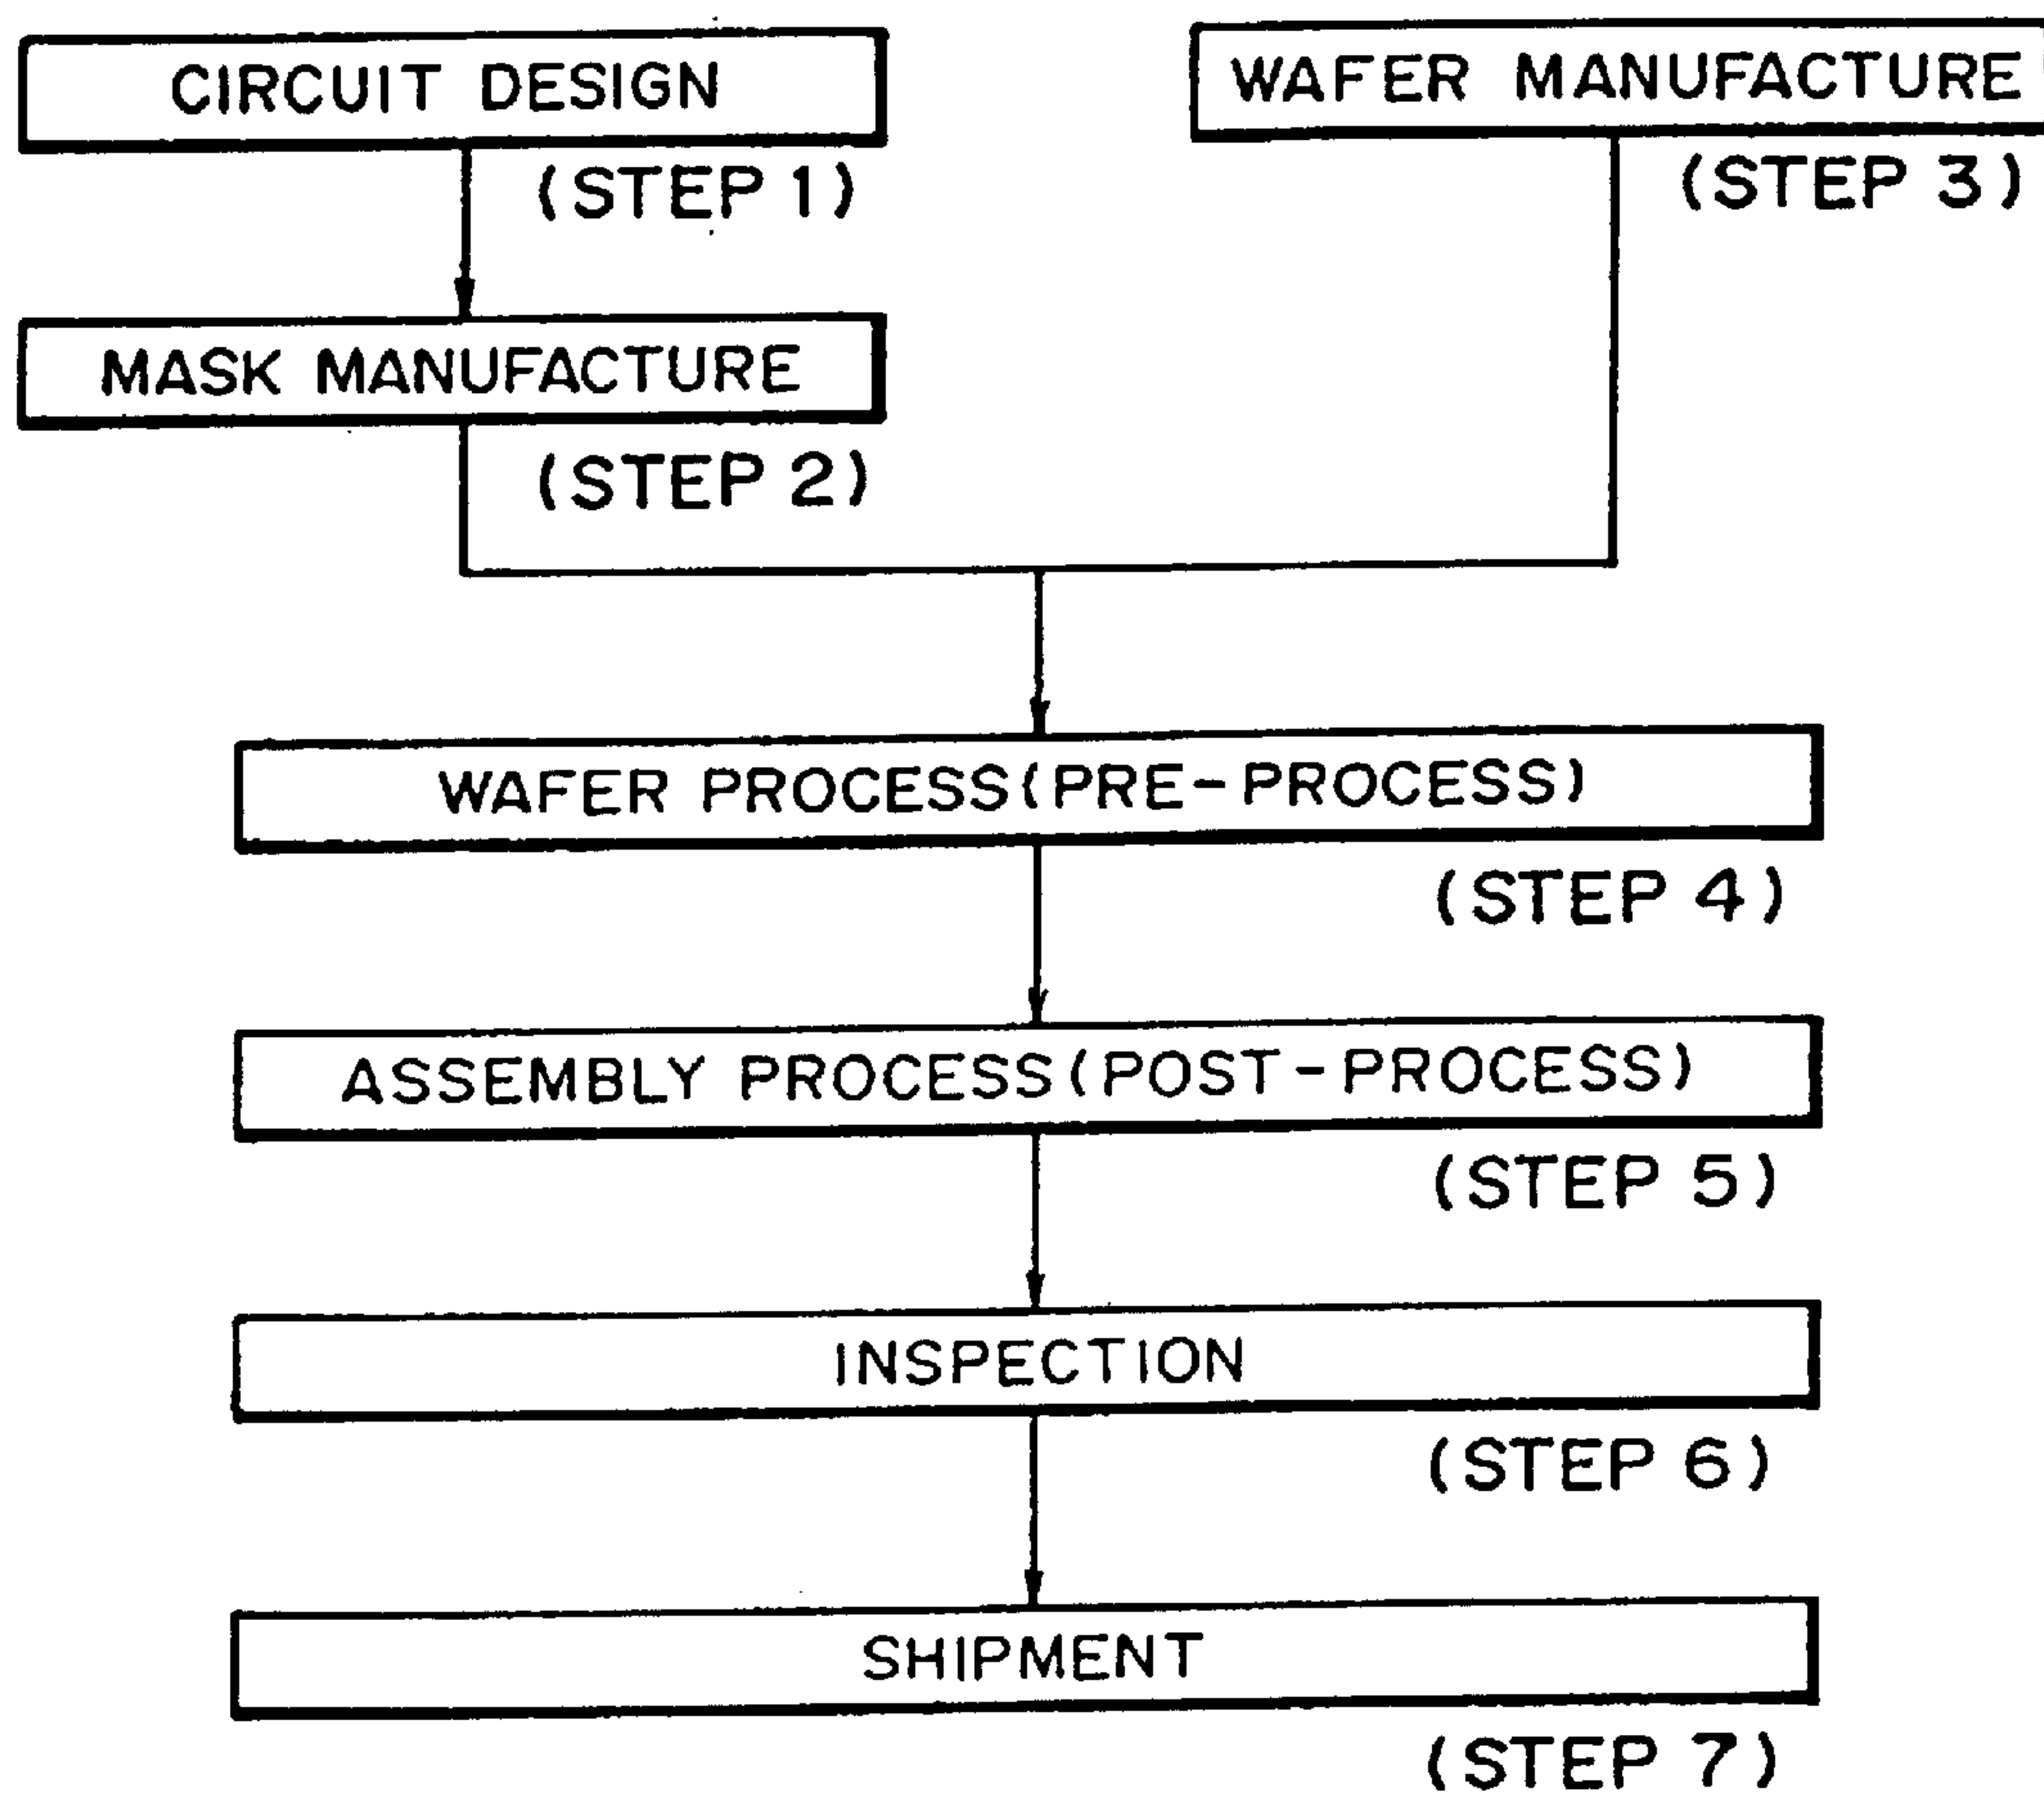 CIRCUIT DESIGN
(STEP 1)
WAFER MANUFACTURE
(STEP 3)
MASK MANUFACTURE
(STEP 2)
WAFER PROCESS(PRE-PROCESS)
(STEP 4)
ASSEMBLY PROCESS(POST-PROCESS)
(STEP 5)
INSPECTION
(STEP 6)
SHIPMENT
(STEP 7)